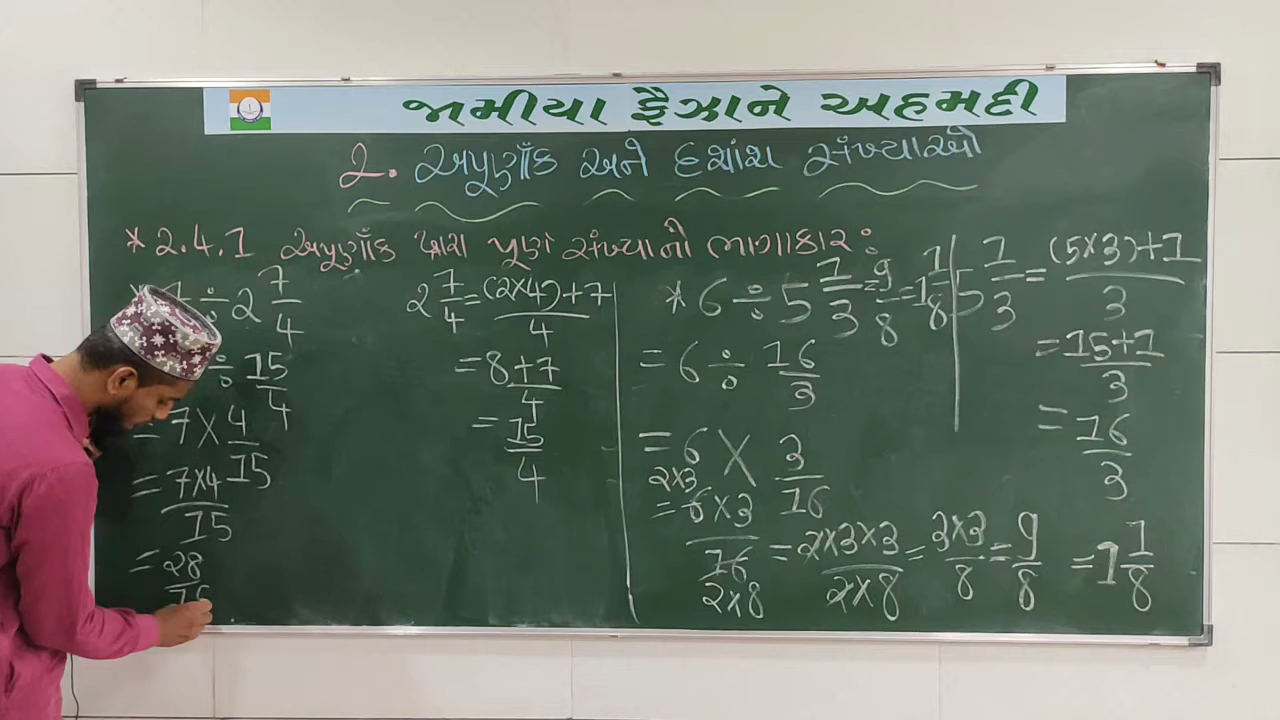 જામીયા ફૈઝાને અહમદી
2. અપૂર્ણાંક અને દશાંશ સંખ્યાઓ
* 2.4.1 અપૂર્ણાંક દ્વારા પૂર્ણ સંખ્યાનો ભાગાકાર :
÷ 2 7/4
÷ 15/4
= 7 × 4/15
= 7×4/15
= 28/15
2 7/4 = (2×4)+7/4
= 8+7/4
= 15/4
* 6 ÷ 5 1/3 = 9/8 = 1 1/8
= 6 ÷ 16/3
= 6 × 3/16
2×3
= 6×3/16 = 2×3×3/2×8 = 3×3/8 = 9/8 = 1 1/8
2×8
5 1/3 = (5×3)+1/3
= 15+1/3
= 16/3